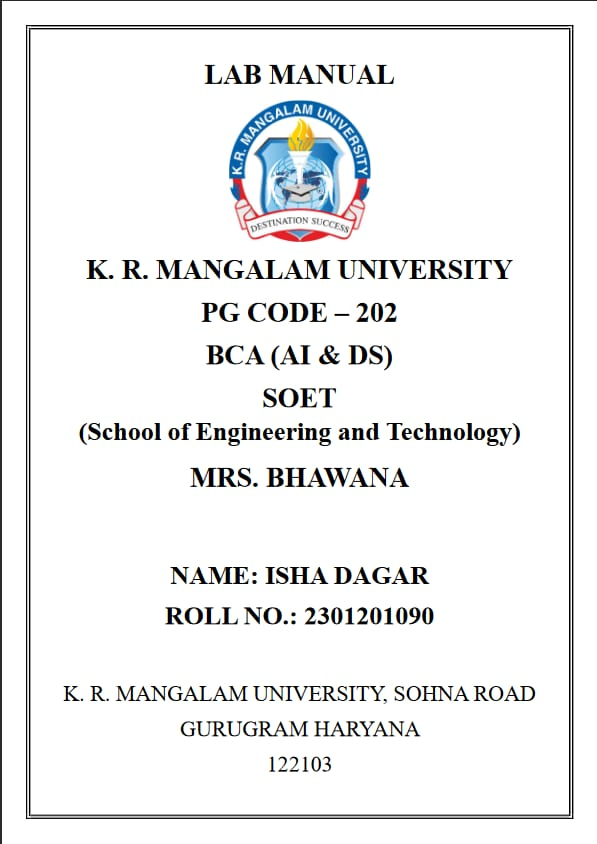 LAB MANUAL
K.R. MANGALAM UNIVERSITY
DESTINATION SUCCESS
K. R. MANGALAM UNIVERSITY
PG CODE – 202
BCA (AI & DS)
SOET
(School of Engineering and Technology)
MRS. BHAWANA
NAME: ISHA DAGAR
ROLL NO.: 2301201090
K. R. MANGALAM UNIVERSITY, SOHNA ROAD
GURUGRAM HARYANA
122103